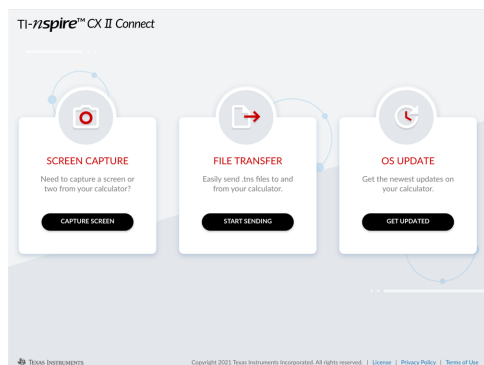 TI-nspire™ CX II Connect
SCREEN CAPTURE
Need to capture a screen or
two from your calculator?
CAPTURE SCREEN
FILE TRANSFER
Easily send .tns files to and
from your calculator.
START SENDING
OS UPDATE
Get the newest updates on
your calculator.
GET UPDATED
TEXAS INSTRUMENTS
Copyright 2021 Texas Instruments Incorporated. All rights reserved. | License | Privacy Policy | Terms of Use